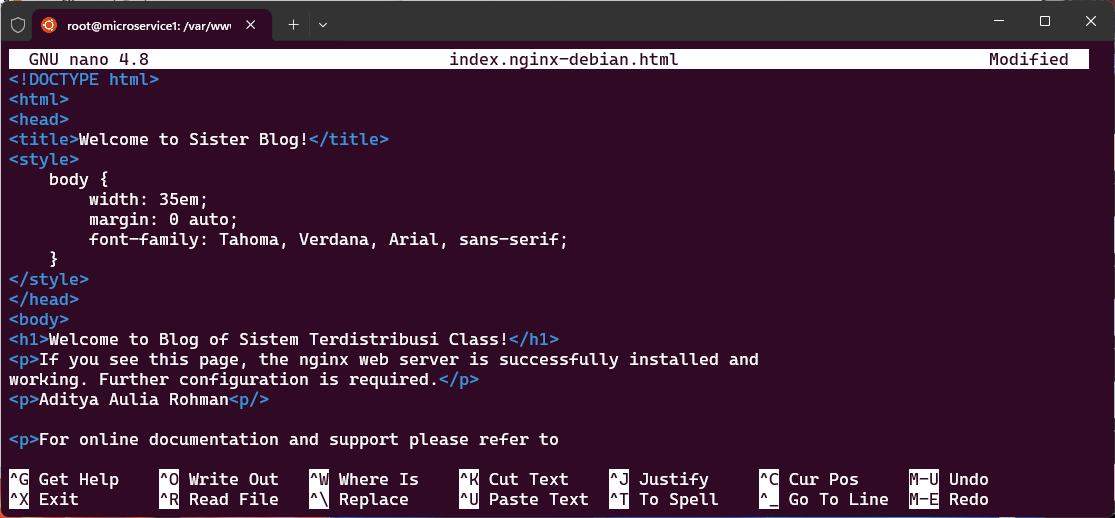 root@microservice1: /var/ww
GNU nano 4.8 index.nginx-debian.html Modified
<!DOCTYPE html>
<html>
<head>
<title>Welcome to Sister Blog!</title>
<style>
    body {
        width: 35em;
        margin: 0 auto;
        font-family: Tahoma, Verdana, Arial, sans-serif;
    }
</style>
</head>
<body>
<h1>Welcome to Blog of Sistem Terdistribusi Class!</h1>
<p>If you see this page, the nginx web server is successfully installed and
working. Further configuration is required.</p>
<p>Aditya Aulia Rohman<p/>
<p>For online documentation and support please refer to
^G Get Help ^O Write Out ^W Where Is ^K Cut Text ^J Justify ^C Cur Pos M-U Undo
^X Exit ^R Read File ^\ Replace ^U Paste Text ^T To Spell ^_ Go To Line M-E Redo